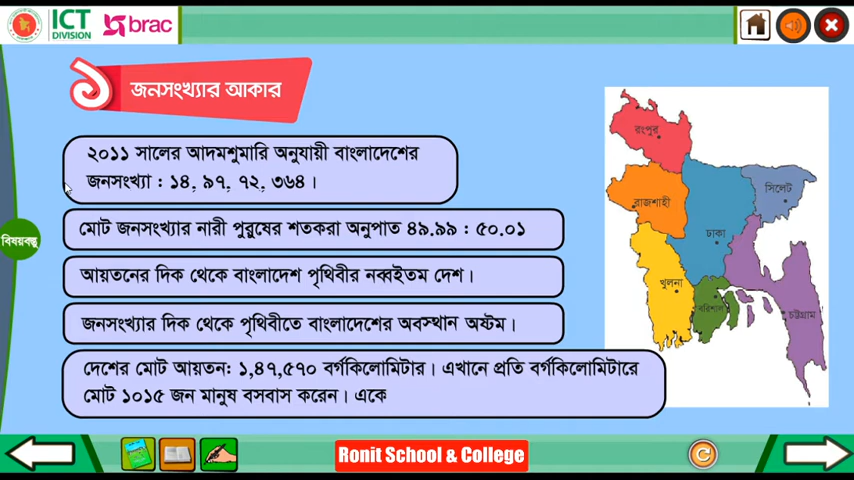 ICT
DIVISION
brac
১
জনসংখ্যার আকার
২০১১ সালের আদমশুমারি অনুযায়ী বাংলাদেশের
জনসংখ্যা : ১৪, ৯৭, ৭২, ৩৬৪।
মোট জনসংখ্যার নারী পুরুষের শতকরা অনুপাত ৪৯.৯৯ : ৫০.০১
আয়তনের দিক থেকে বাংলাদেশ পৃথিবীর নব্বইতম দেশ।
জনসংখ্যার দিক থেকে পৃথিবীতে বাংলাদেশের অবস্থান অষ্টম।
দেশের মোট আয়তন: ১,৪৭,৫৭০ বর্গকিলোমিটার। এখানে প্রতি বর্গকিলোমিটারে
মোট ১০১৫ জন মানুষ বসবাস করেন। একে
বিষয়বস্তু
রংপুর
রাজশাহী
সিলেট
ঢাকা
খুলনা
বরিশাল
চট্টগ্রাম
Ronit School & College